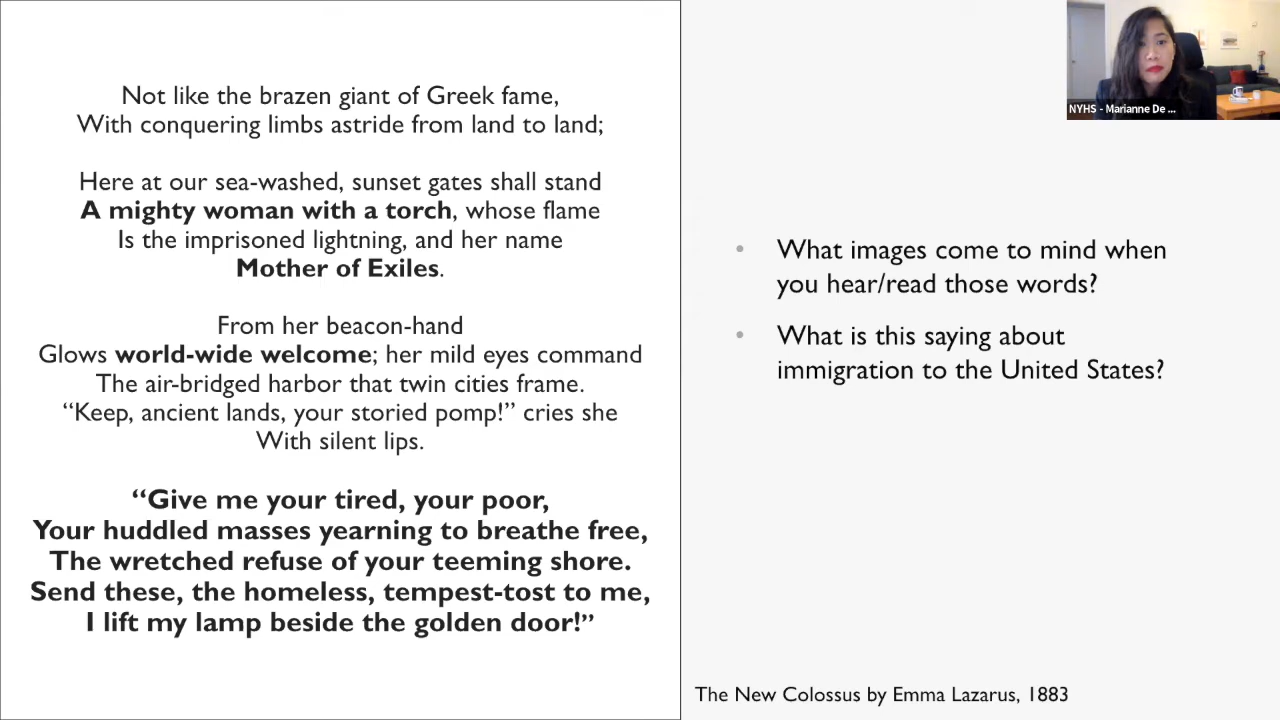 Not like the brazen giant of Greek fame,
With conquering limbs astride from land to land;
Here at our sea-washed, sunset gates shall stand
A mighty woman with a torch, whose flame
Is the imprisoned lightning, and her name
Mother of Exiles.
From her beacon-hand
Glows world-wide welcome; her mild eyes command
The air-bridged harbor that twin cities frame.
“Keep, ancient lands, your storied pomp!” cries she
With silent lips.
“Give me your tired, your poor,
Your huddled masses yearning to breathe free,
The wretched refuse of your teeming shore.
Send these, the homeless, tempest-tost to me,
I lift my lamp beside the golden door!”
NYHS - Marianne De ...
• What images come to mind when
you hear/read those words?
• What is this saying about
immigration to the United States?
The New Colossus by Emma Lazarus, 1883